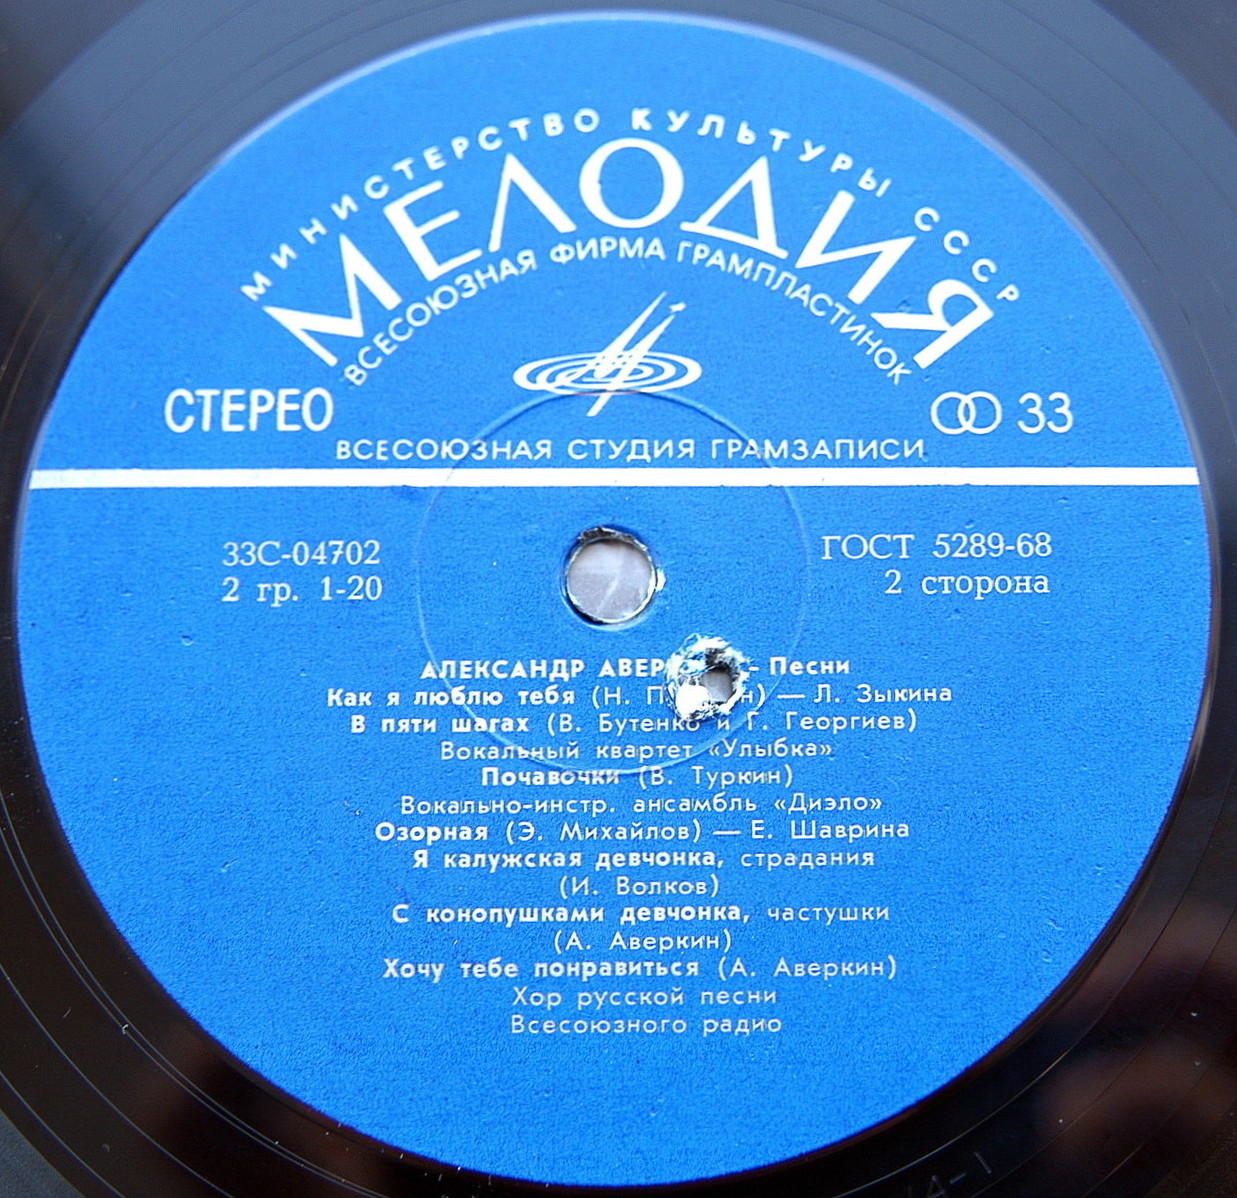 МИНИСТЕРСТВО КУЛЬТУРЫ СССР
МЕЛОДИЯ
ВСЕСОЮЗНАЯ ФИРМА ГРАМПЛАСТИНОК
СТЕРЕО 33
ВСЕСОЮЗНАЯ СТУДИЯ ГРАМЗАПИСИ
33С-04702 ГОСТ 5289-68
2 гр. 1-20 2 сторона
АЛЕКСАНДР - Песни
Как я люблю тебя (Н. — Л. Зыкина
В пяти шагах (В. Бутенко и Г. Георгиев)
Вокальный квартет «Улыбка»
Почавочки (В. Туркин)
Вокально-инстр. ансамбль «Диэло»
Озорная (Э. Михайлов) — Е. Шаврина
Я калужская девчонка, страдания
(И. Волков)
С конопушками девчонка, частушки
(А. Аверкин)
Хочу тебе понравиться (А. Аверкин)
Хор русской песни
Всесоюзного радио